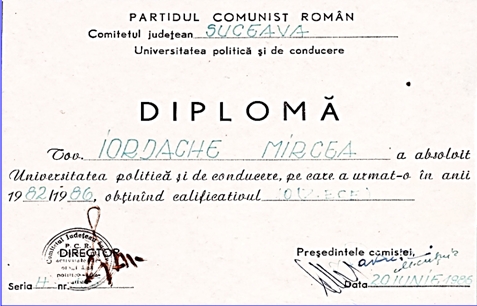 PARTIDUL COMUNIST ROMÂN
Comitetul județean SUCEAVA
Universitatea politică și de conducere
DIPLOMĂ
Tov. IORDACHE MIRCEA a absolvit
Universitatea politică și de conducere, pe care a urmat-o în anii
1982/1986, obținînd calificativul
Comitetul Județean
P.C.R.
DIRECTOR
Președintele comisiei,
Seria H nr.
Data 20 IUNIE 1986